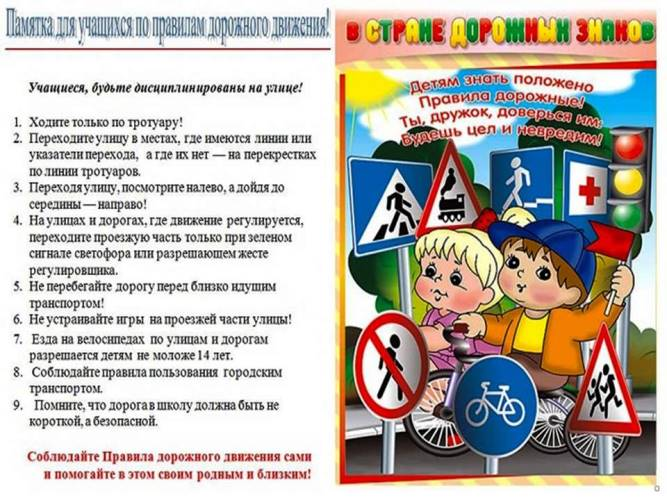 Памятка для учащихся по правилам дорожного движения!
Учащиеся, будьте дисциплинированы на улице!
1. Ходите только по тротуару!
2. Переходите улицу в местах, где имеются линии или
указатели перехода, а где их нет — на перекрестках
по линии тротуаров.
3. Переходя улицу, посмотрите налево, а дойдя до
середины — направо!
4. На улицах и дорогах, где движение регулируется,
переходите проезжую часть только при зеленом
сигнале светофора или разрешающем жесте
регулировщика.
5. Не перебегайте дорогу перед близко идущим
транспортом!
6. Не устраивайте игры на проезжей части улицы!
7. Езда на велосипедах по улицам и дорогам
разрешается детям не моложе 14 лет.
8. Соблюдайте правила пользования городским
транспортом.
9. Помните, что дорога в школу должна быть не
короткой, а безопасной.
Соблюдайте Правила дорожного движения сами
и помогайте в этом своим родным и близким!
В СТРАНЕ ДОРОЖНЫХ ЗНАКОВ
Детям знать положено
Правила дорожные!
Ты, дружок, доверься им:
Будешь цел и невредим!